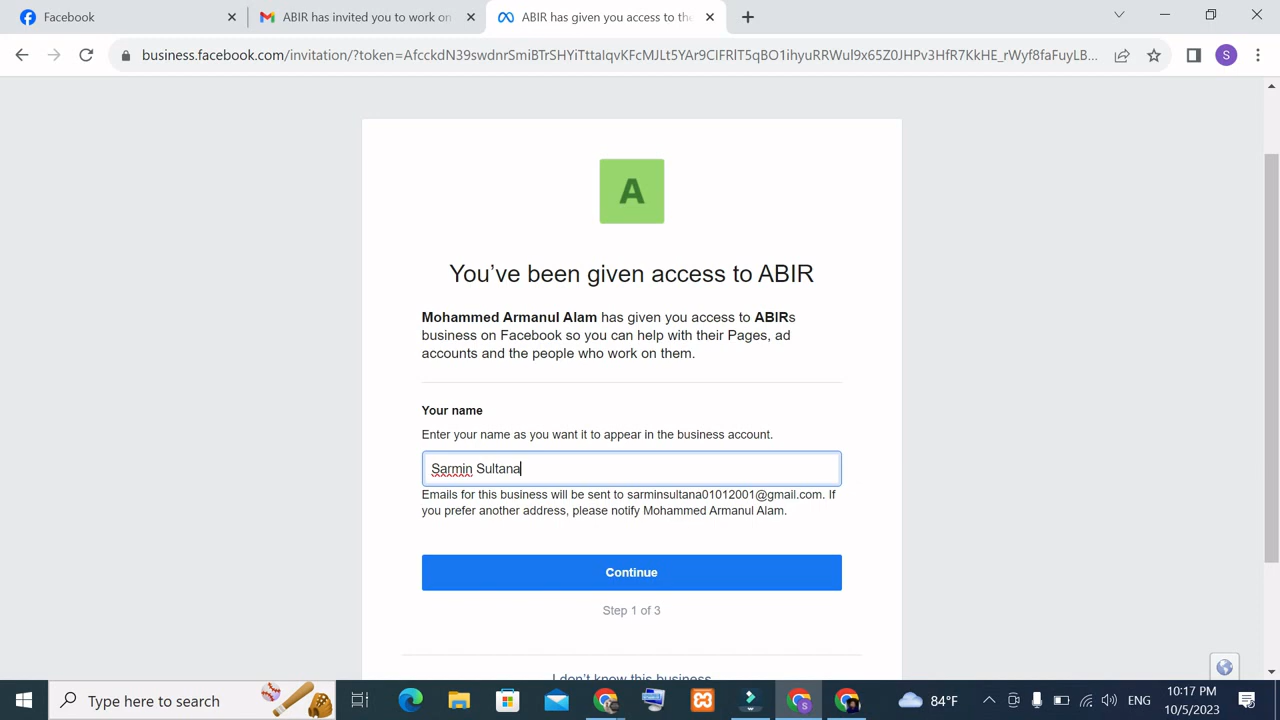 Facebook
ABIR has invited you to work on
ABIR has given you access to the
business.facebook.com/invitation/?token=AfcckdN39swdnrSmiBTrSHYiTttaIqvKFcMJLt5YAr9CIFRlT5qBO1ihyuRRWul9x65Z0JHPv3HfR7KkHE_rWyf8faFuyLB...
S
A
You've been given access to ABIR
Mohammed Armanul Alam has given you access to ABIRs
business on Facebook so you can help with their Pages, ad
accounts and the people who work on them.
Your name
Enter your name as you want it to appear in the business account.
Sarmin Sultana
Emails for this business will be sent to sarminsultana01012001@gmail.com. If
you prefer another address, please notify Mohammed Armanul Alam.
Continue
Step 1 of 3
I don't know this business
Type here to search
84°F
ENG
10:17 PM
10/5/2023